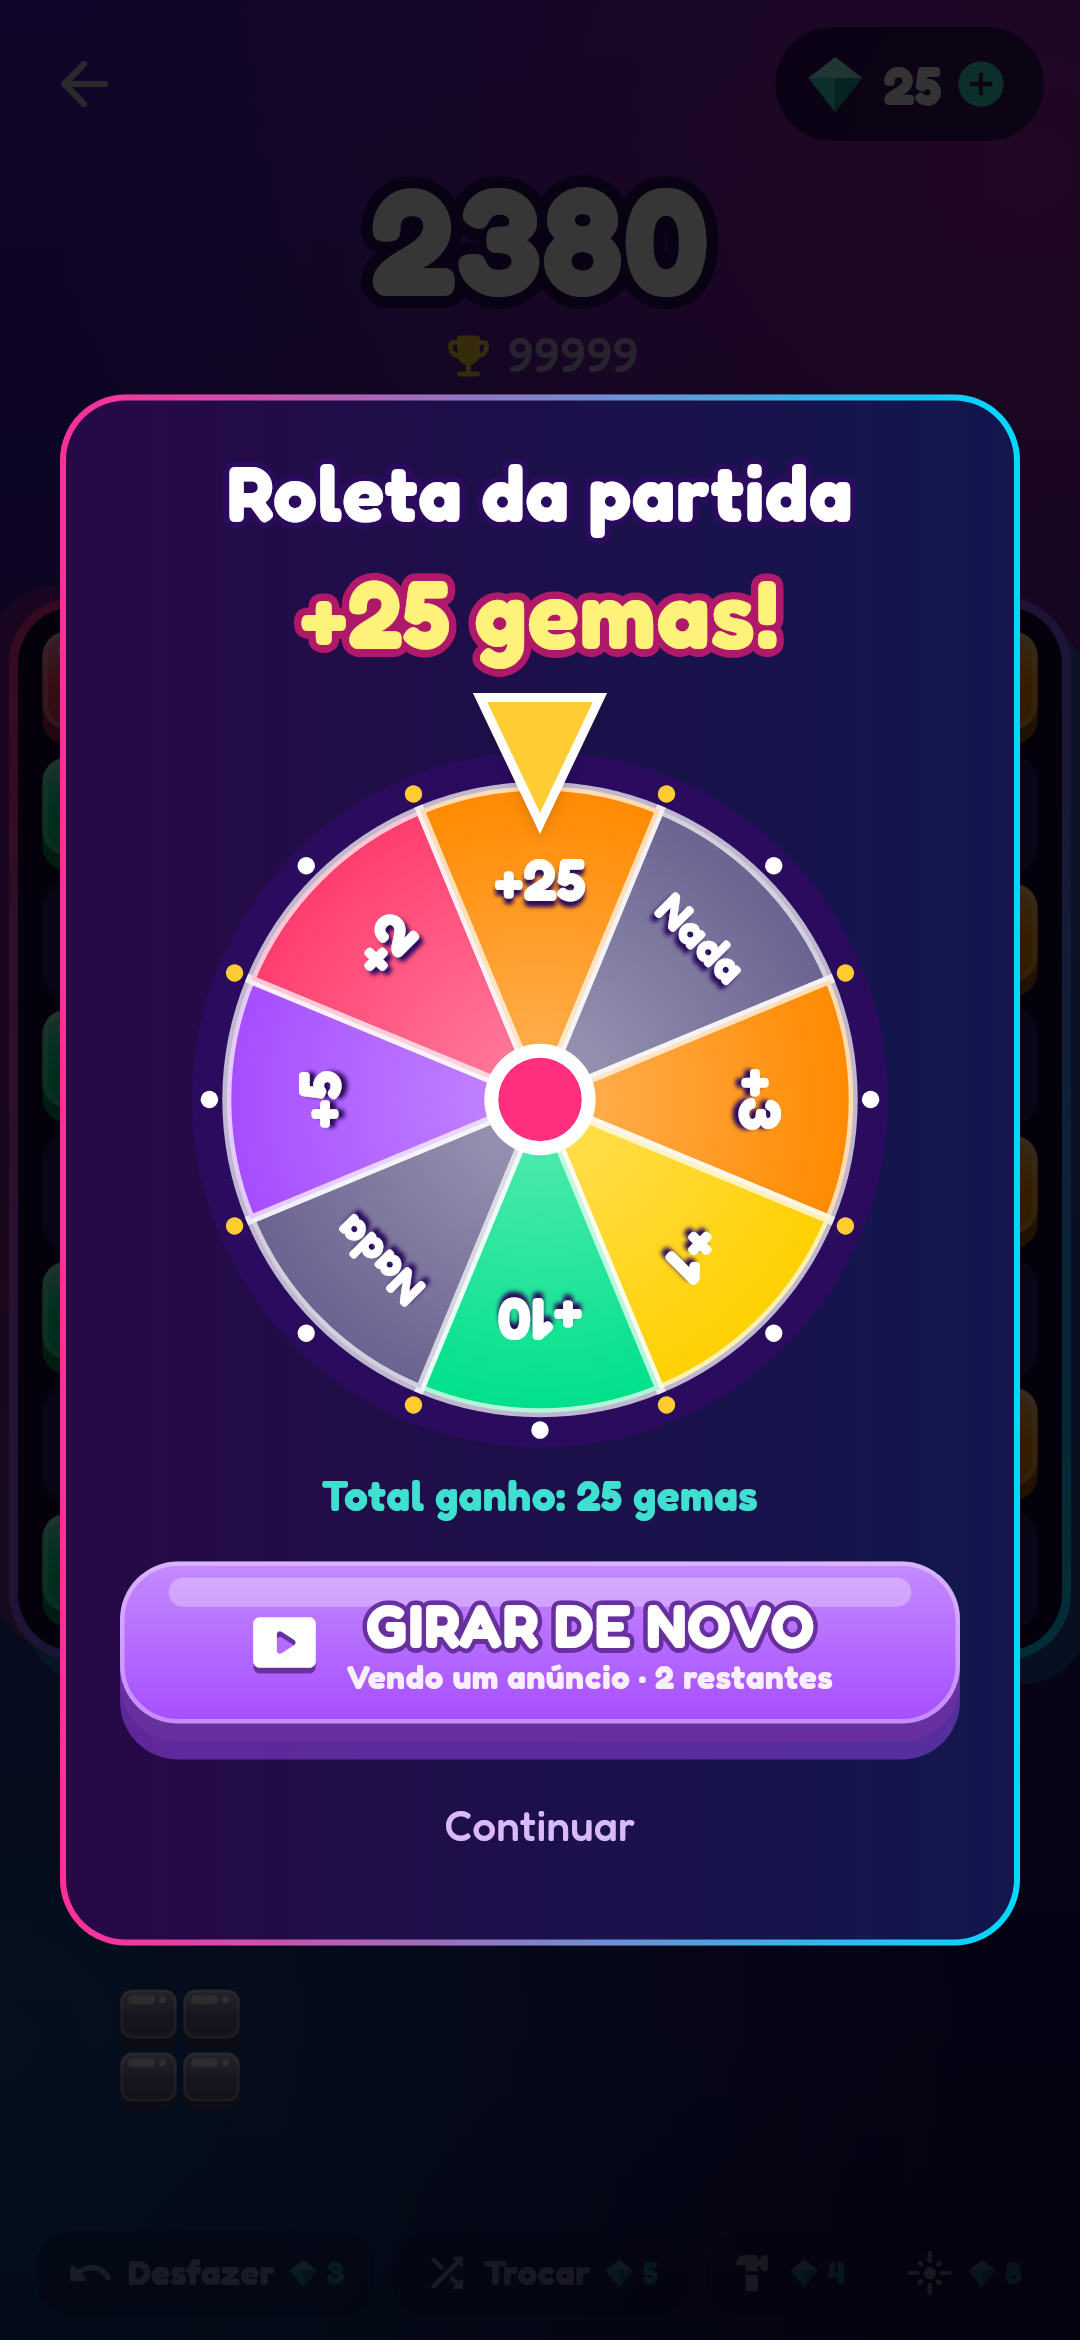 25
2380
99999
Roleta da partida
+25 gemas!
+25
Nada
+3
+1
+10
Nada
+5
+2
Total ganho: 25 gemas
GIRAR DE NOVO
Vendo um anúncio · 2 restantes
Continuar
Desfazer 3 Trocar 5 4 8